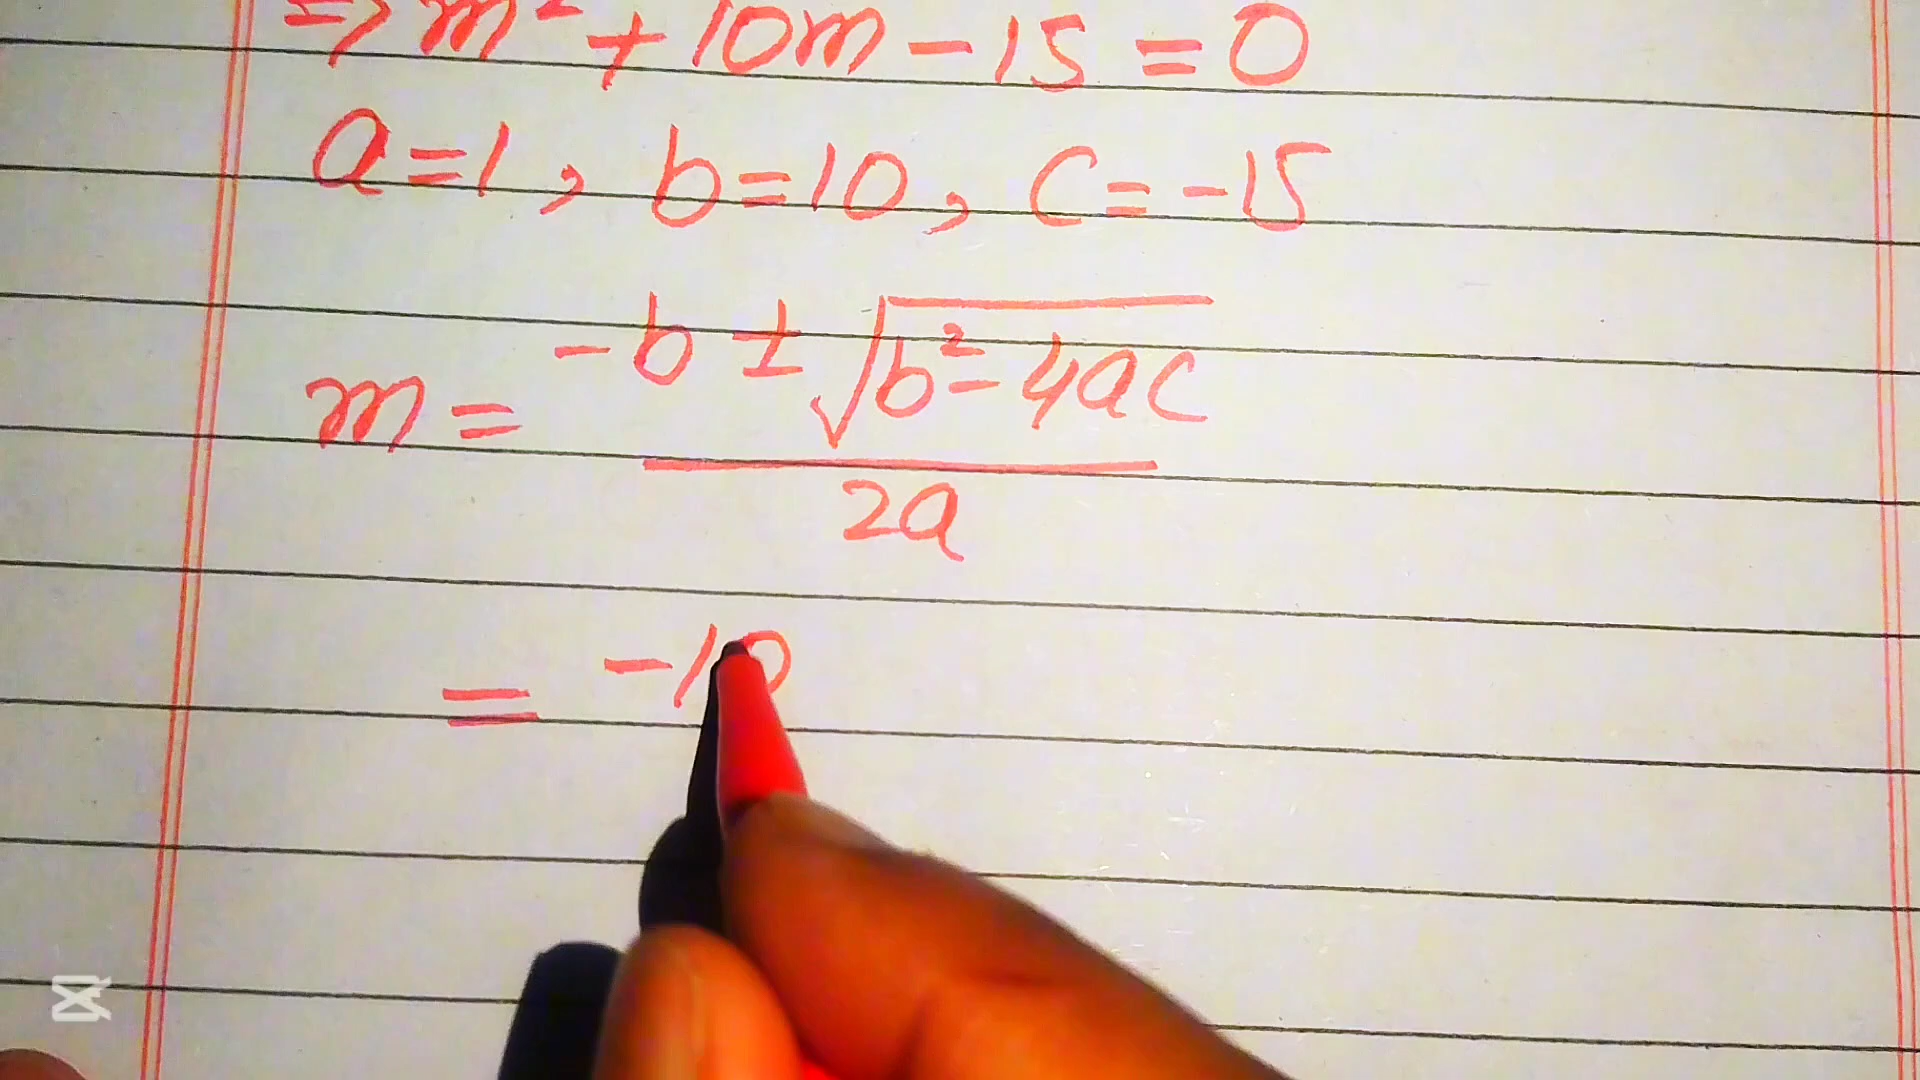 ⇒ m² + 10m - 15 = 0
a = 1, b = 10, c = -15
m = (-b ± √(b² - 4ac)) / 2a
= -10